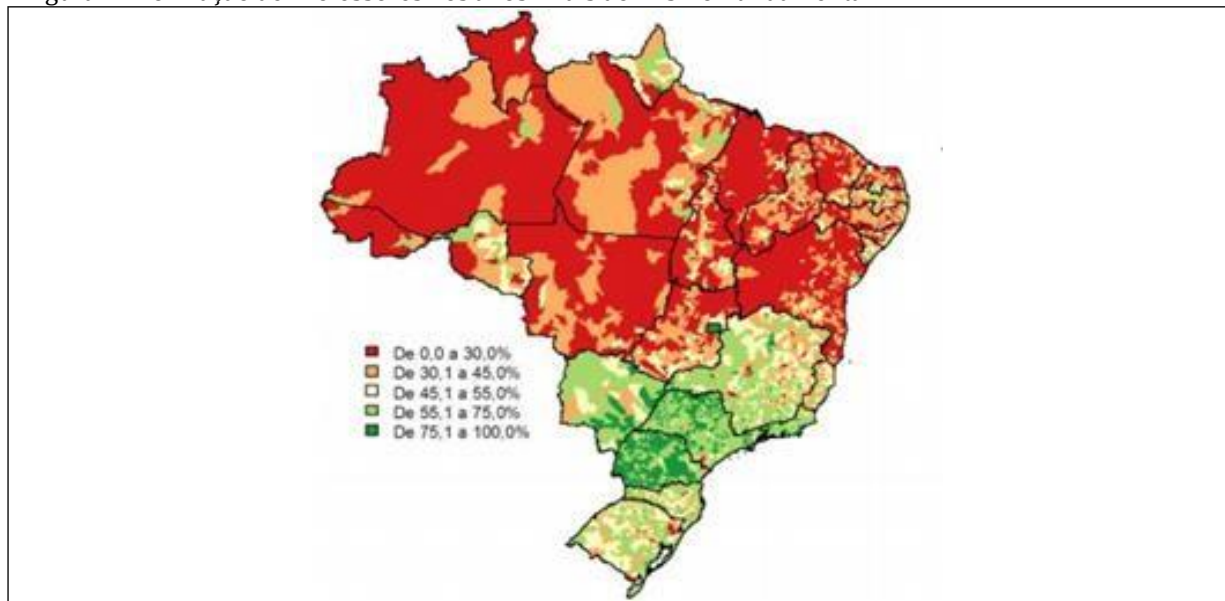 De 0,0 a 30,0%
De 30,1 a 45,0%
De 45,1 a 55,0%
De 55,1 a 75,0%
De 75,1 a 100,0%